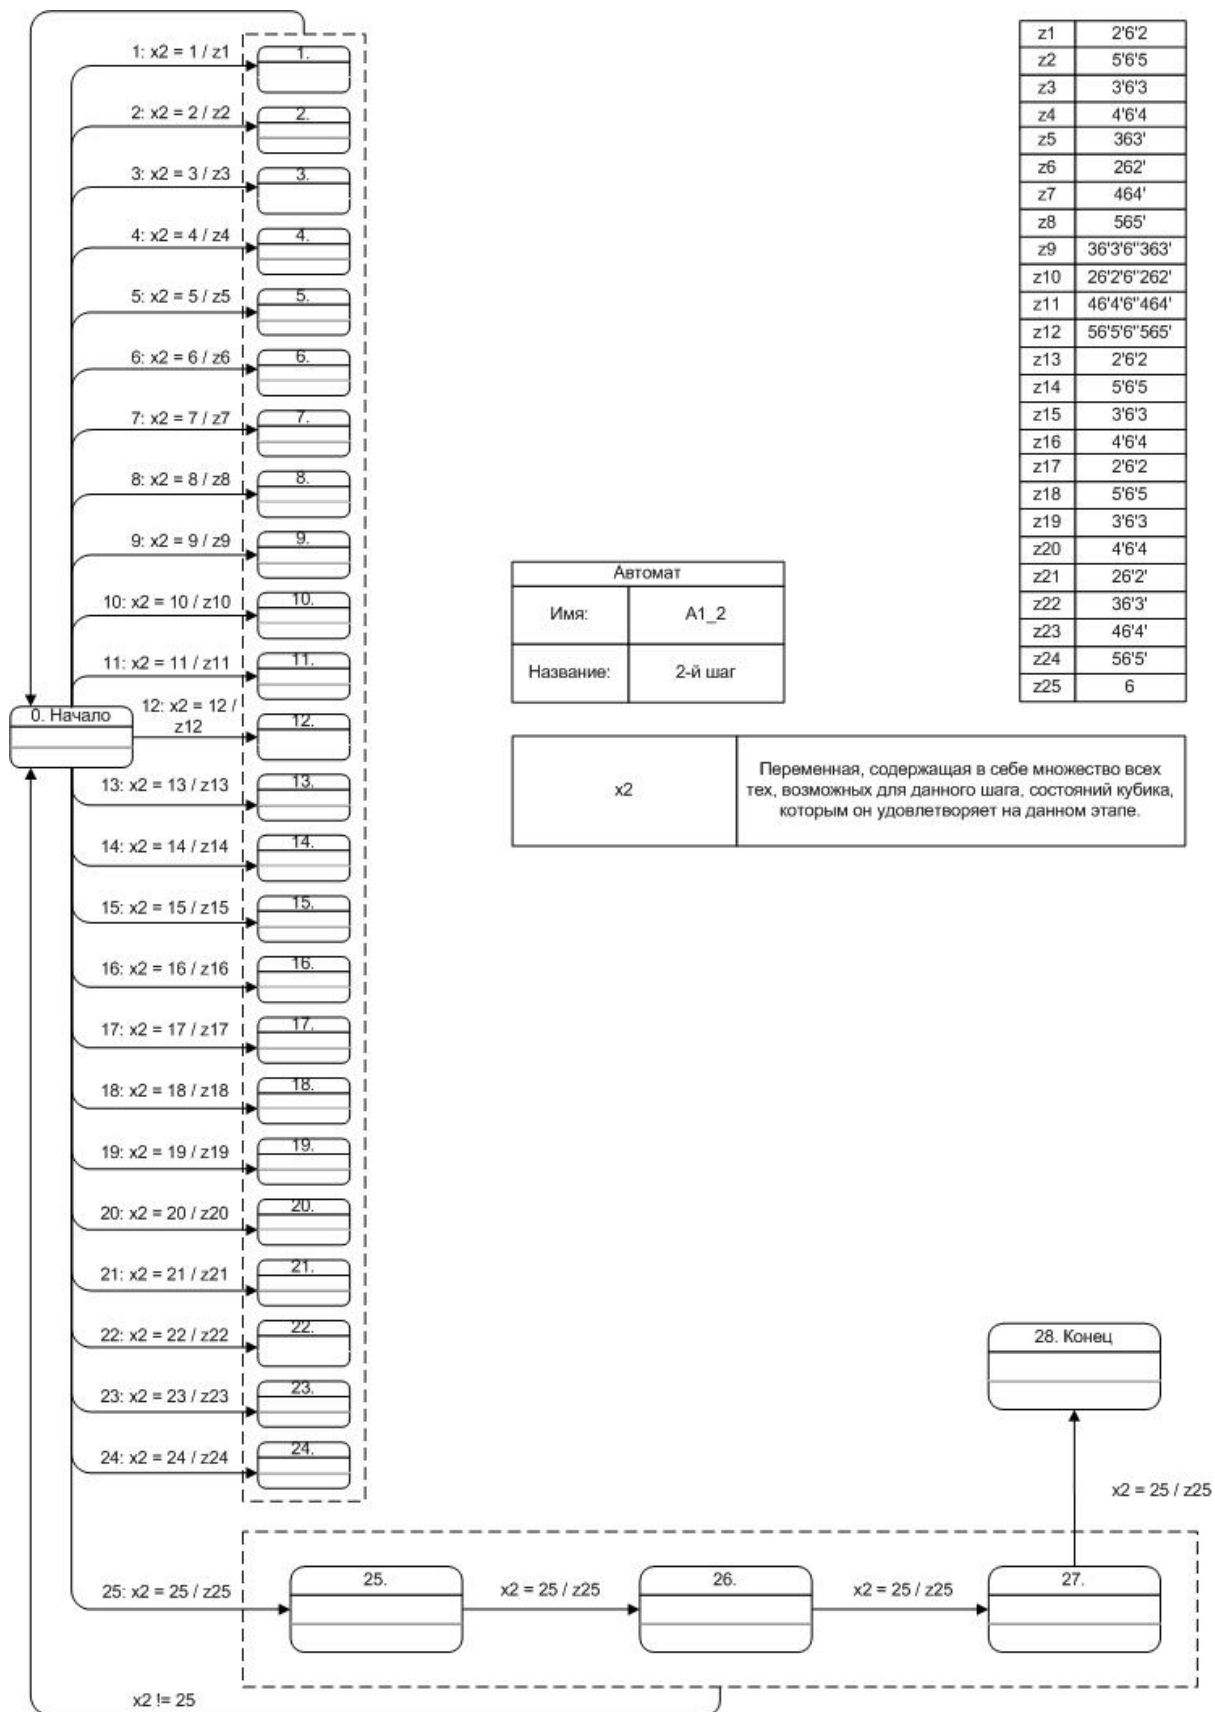 1: x2 = 1 / z1
1.
2: x2 = 2 / z2
2.
3: x2 = 3 / z3
3.
4: x2 = 4 / z4
4.
5: x2 = 5 / z5
5.
6: x2 = 6 / z6
6.
7: x2 = 7 / z7
7.
8: x2 = 8 / z8
8.
9: x2 = 9 / z9
9.
10: x2 = 10 / z10
10.
11: x2 = 11 / z11
11.
0. Начало
12: x2 = 12 /
z12
12.
13: x2 = 13 / z13
13.
14: x2 = 14 / z14
14.
15: x2 = 15 / z15
15.
16: x2 = 16 / z16
16.
17: x2 = 17 / z17
17.
18: x2 = 18 / z18
18.
19: x2 = 19 / z19
19.
20: x2 = 20 / z20
20.
21: x2 = 21 / z21
21.
22: x2 = 22 / z22
22.
23: x2 = 23 / z23
23.
24: x2 = 24 / z24
24.
z1 2'6'2
z2 5'6'5
z3 3'6'3
z4 4'6'4
z5 363'
z6 262'
z7 464'
z8 565'
z9 36'3'6''363'
z10 26'2'6''262'
z11 46'4'6''464'
z12 56'5'6''565'
z13 2'6'2
z14 5'6'5
z15 3'6'3
z16 4'6'4
z17 2'6'2
z18 5'6'5
z19 3'6'3
z20 4'6'4
z21 26'2'
z22 36'3'
z23 46'4'
z24 56'5'
z25 6
Автомат
Имя: A1_2
Название: 2-й шаг
x2
Переменная, содержащая в себе множество всех
тех, возможных для данного шага, состояний кубика,
которым он удовлетворяет на данном этапе.
28. Конец
x2 = 25 / z25
25: x2 = 25 / z25
25.
x2 = 25 / z25
26.
x2 = 25 / z25
27.
x2 != 25